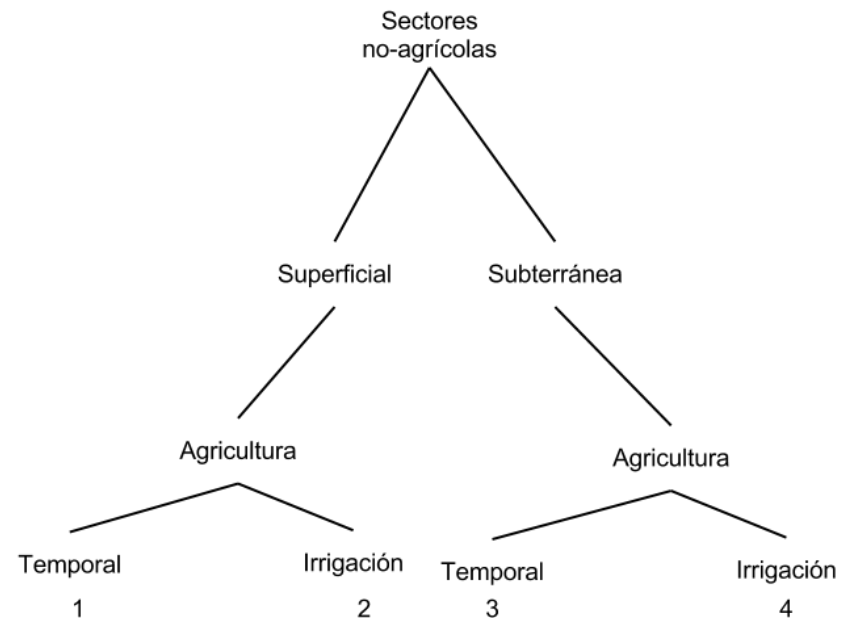 Sectores
no-agrícolas
Superficial
Subterránea
Agricultura
Agricultura
Temporal
Irrigación
Temporal
Irrigación
1
2
3
4